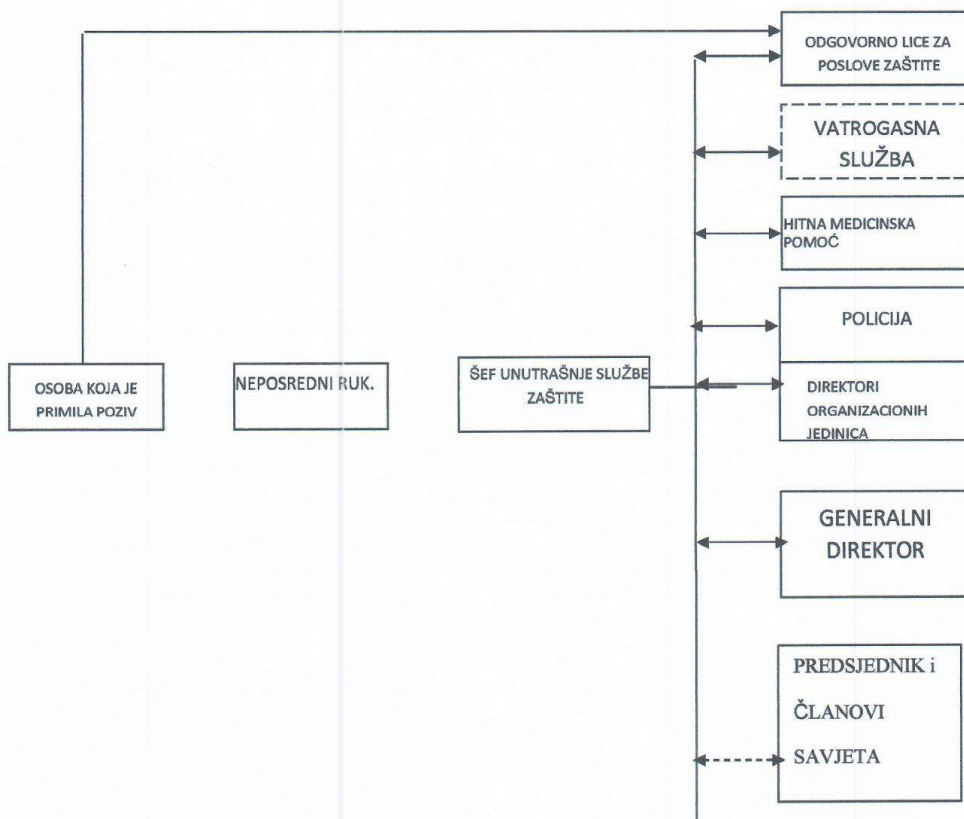 ODGOVORNO LICE ZA
POSLOVE ZAŠTITE
VATROGASNA
SLUŽBA
HITNA MEDICINSKA
POMOĆ
POLICIJA
OSOBA KOJA JE
PRIMILA POZIV
NEPOSREDNI RUK.
ŠEF UNUTRAŠNJE SLUŽBE
ZAŠTITE
DIREKTORI
ORGANIZACIONIH
JEDINICA
GENERALNI
DIREKTOR
PREDSJEDNIK i
ČLANOVI
SAVJETA